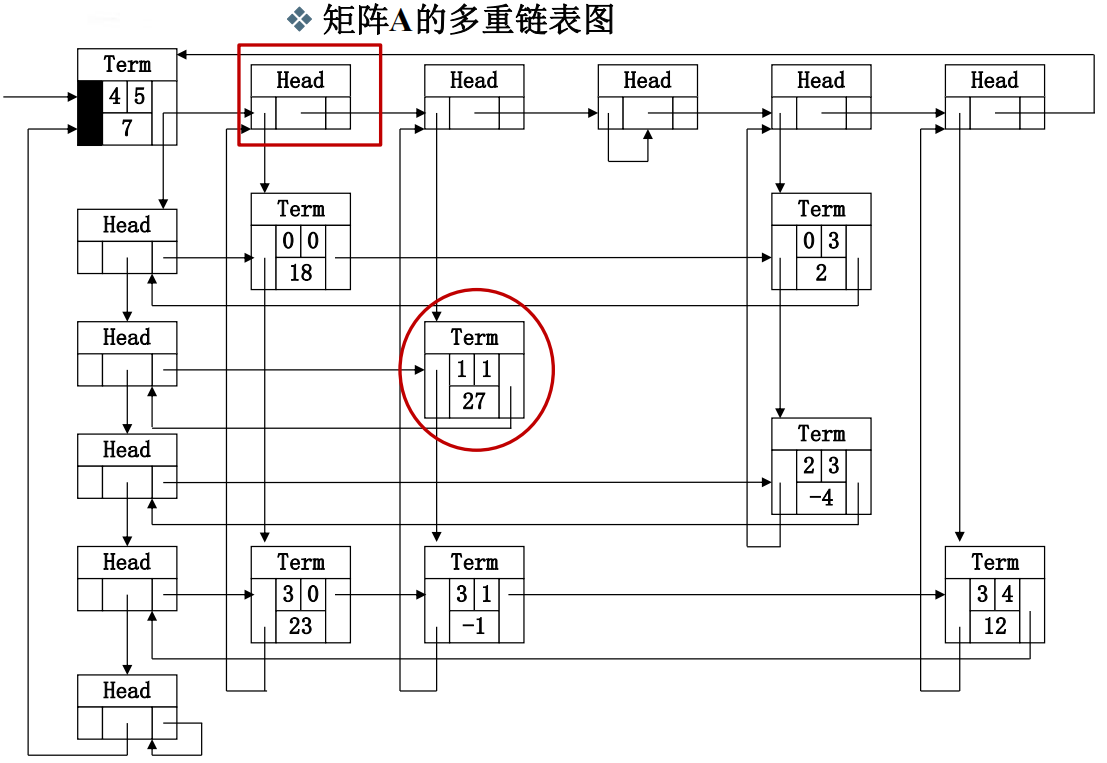 ❖ 矩阵A的多重链表图
Term
4 5
7
Head
Head
Head
Head
Head
Head
Term
0 0
18
Term
0 3
2
Head
Term
1 1
27
Head
Term
2 3
-4
Head
Term
3 0
23
Term
3 1
-1
Term
3 4
12
Head